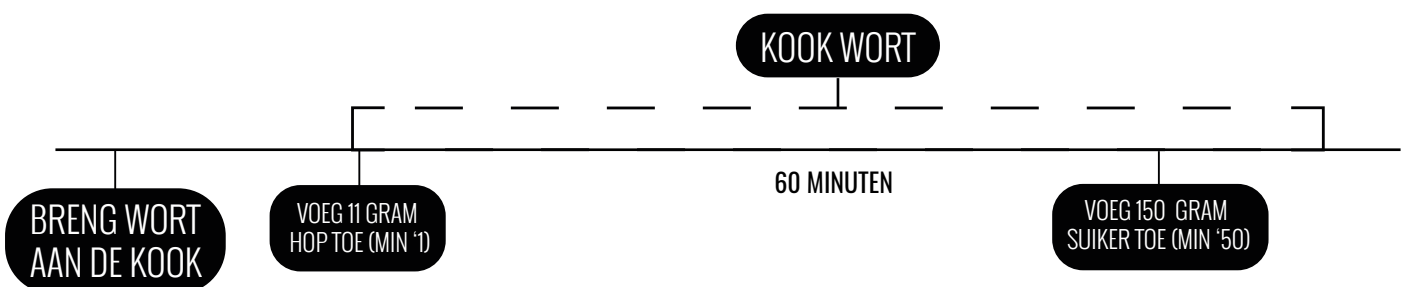 KOOK WORT
60 MINUTEN
BRENG WORT
AAN DE KOOK
VOEG 11 GRAM
HOP TOE (MIN ‘1)
VOEG 150 GRAM
SUIKER TOE (MIN ‘50)